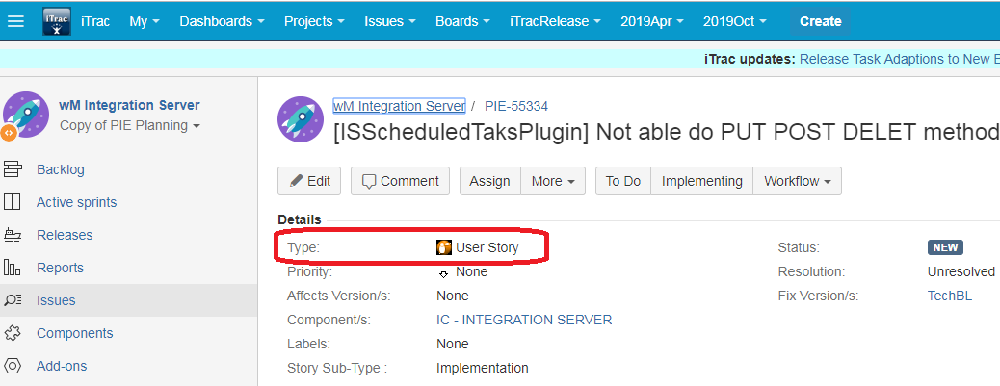 iTrac iTrac My Dashboards Projects Issues Boards iTracRelease 2019Apr 2019Oct Create
iTrac updates: Release Task Adaptions to New
wM Integration Server
Copy of PIE Planning
Backlog
Active sprints
Releases
Reports
Issues
Components
Add-ons
wM Integration Server / PIE-55334
[ISScheduledTaksPlugin] Not able do PUT POST DELET method
Edit Comment Assign More To Do Implementing Workflow
Details
Type: User Story
Status: NEW
Priority: None
Resolution: Unresolved
Affects Version/s: None
Fix Version/s: TechBL
Component/s: IC - INTEGRATION SERVER
Labels: None
Story Sub-Type : Implementation